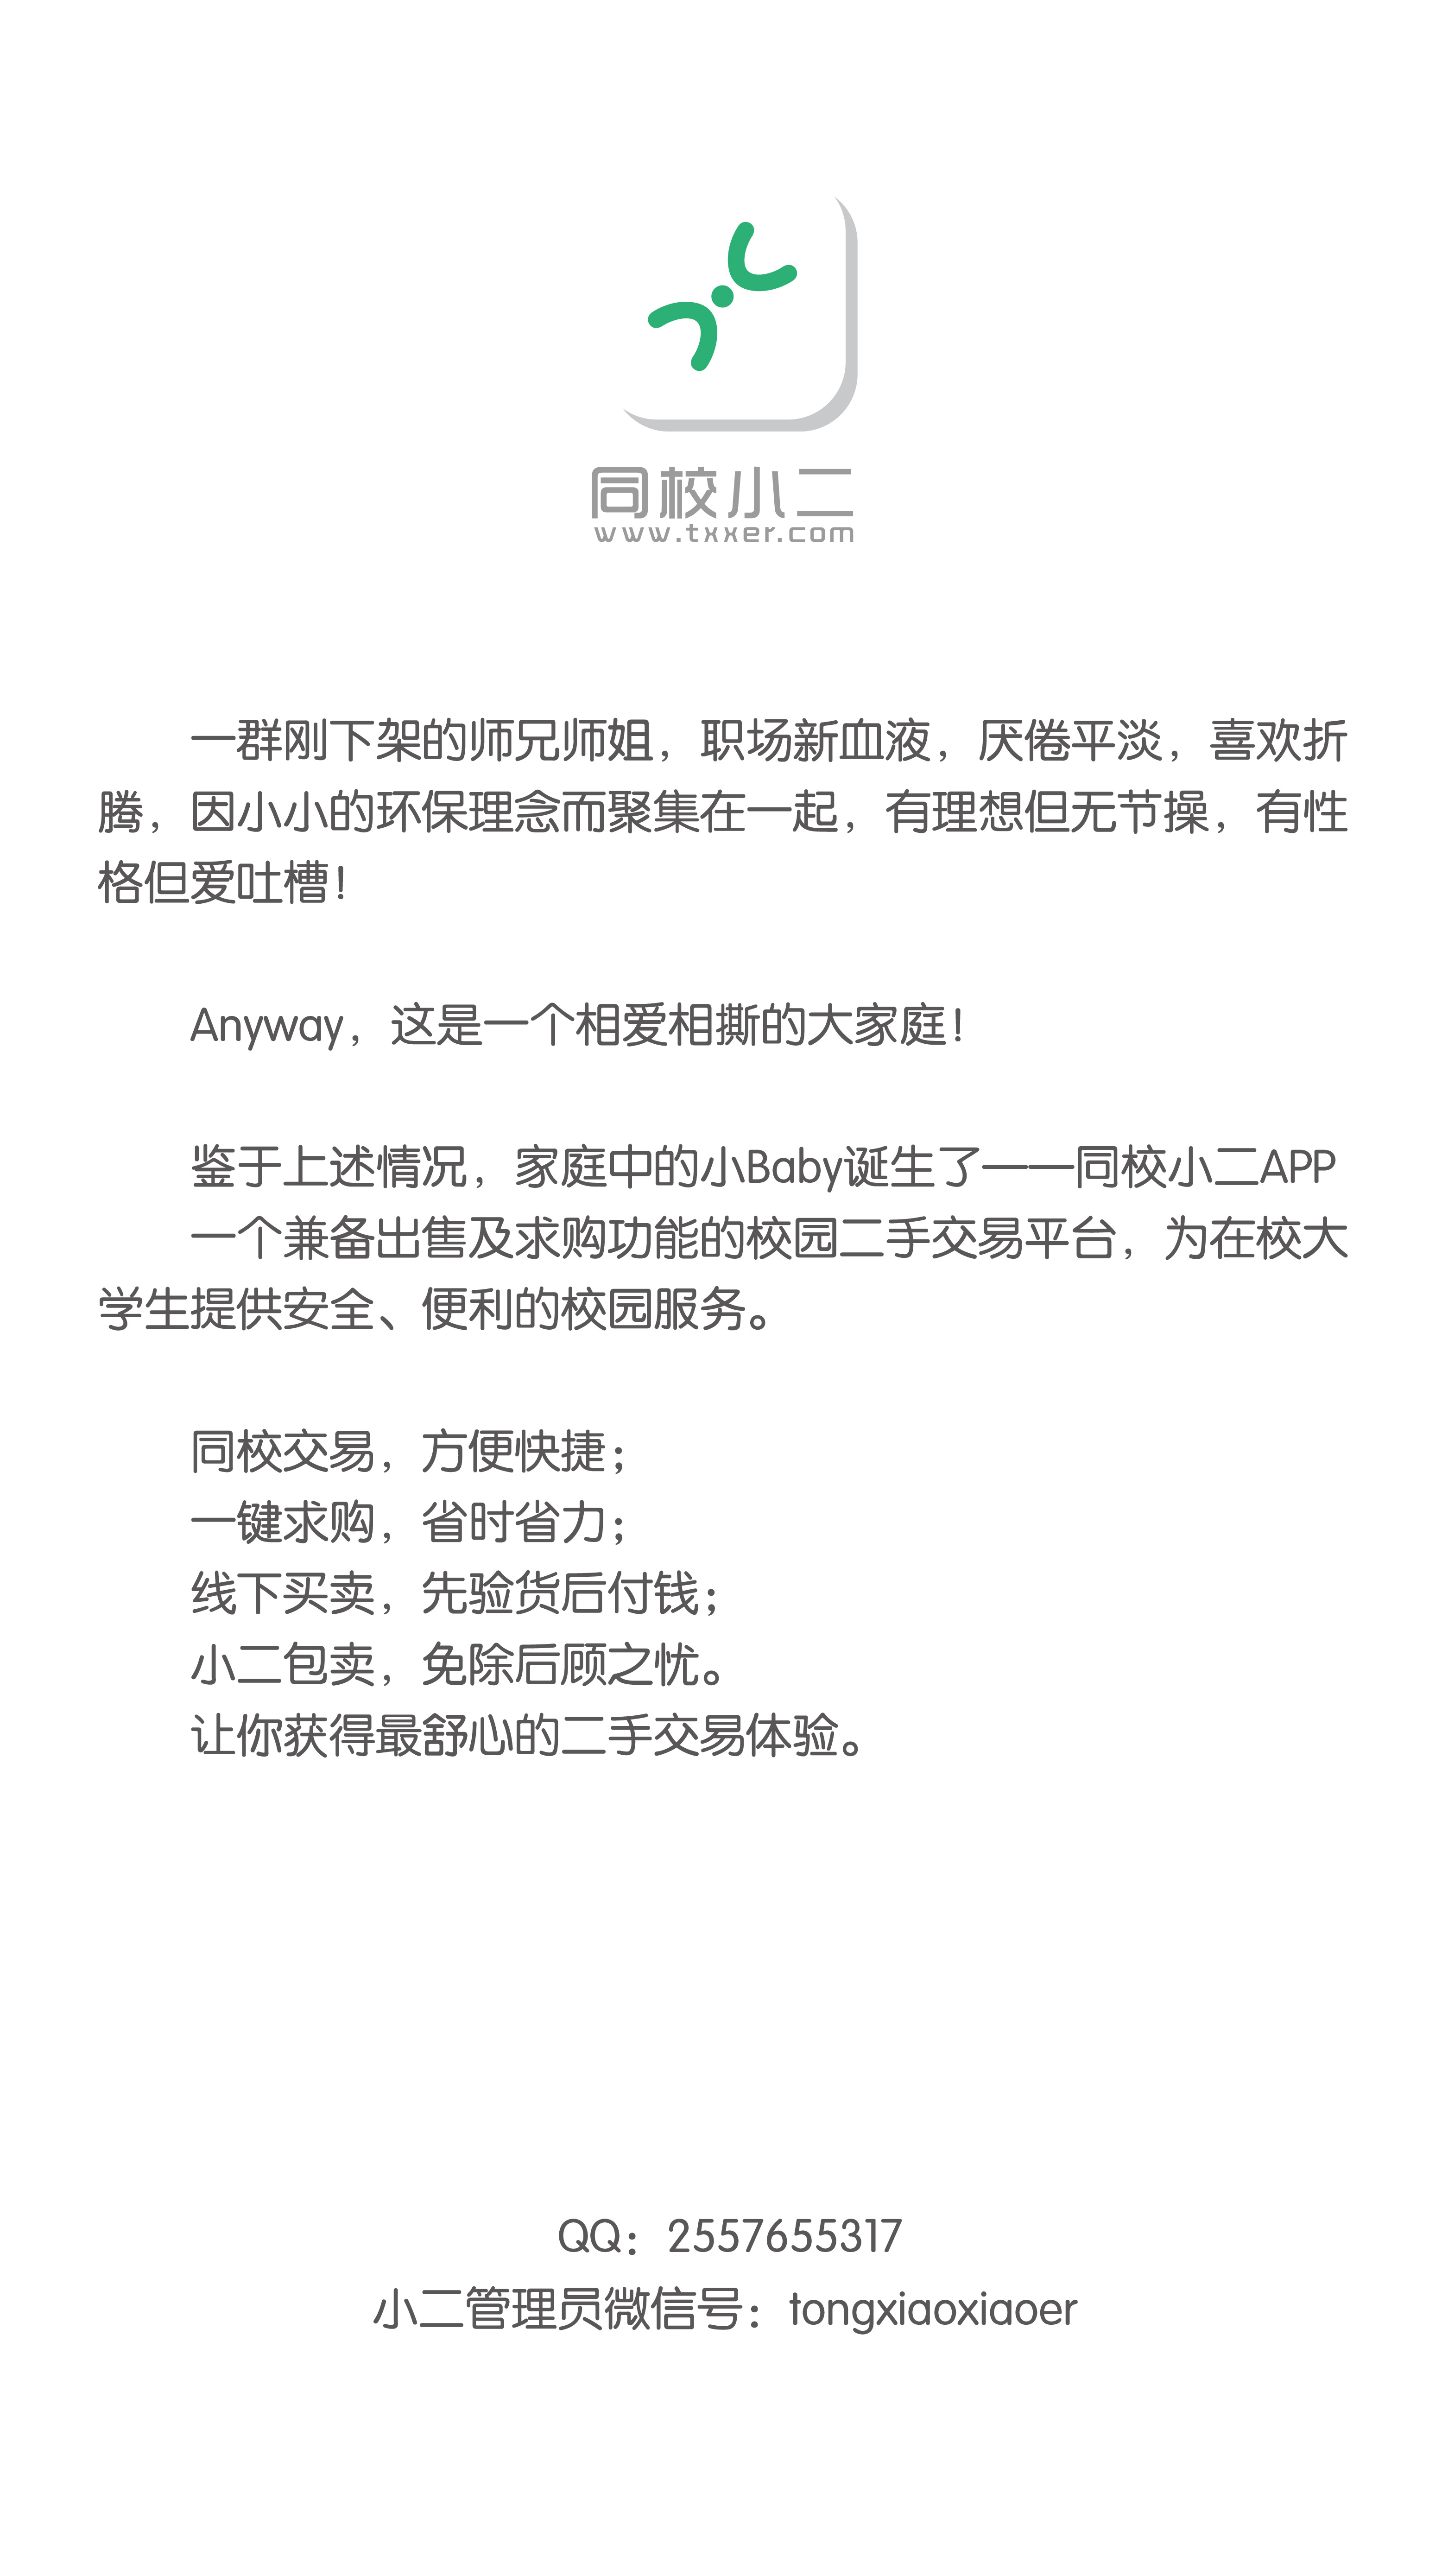 同校小二
www.txxer.com
一群刚下架的师兄师姐，职场新血液，厌倦平淡，喜欢折
腾，因小小的环保理念而聚集在一起，有理想但无节操，有性
格但爱吐槽！
Anyway，这是一个相爱相撕的大家庭！
鉴于上述情况，家庭中的小Baby诞生了——同校小二APP
一个兼备出售及求购功能的校园二手交易平台，为在校大
学生提供安全、便利的校园服务。
同校交易，方便快捷；
一键求购，省时省力；
线下买卖，先验货后付钱；
小二包卖，免除后顾之忧。
让你获得最舒心的二手交易体验。
QQ：2557655317
小二管理员微信号：tongxiaoxiaoer